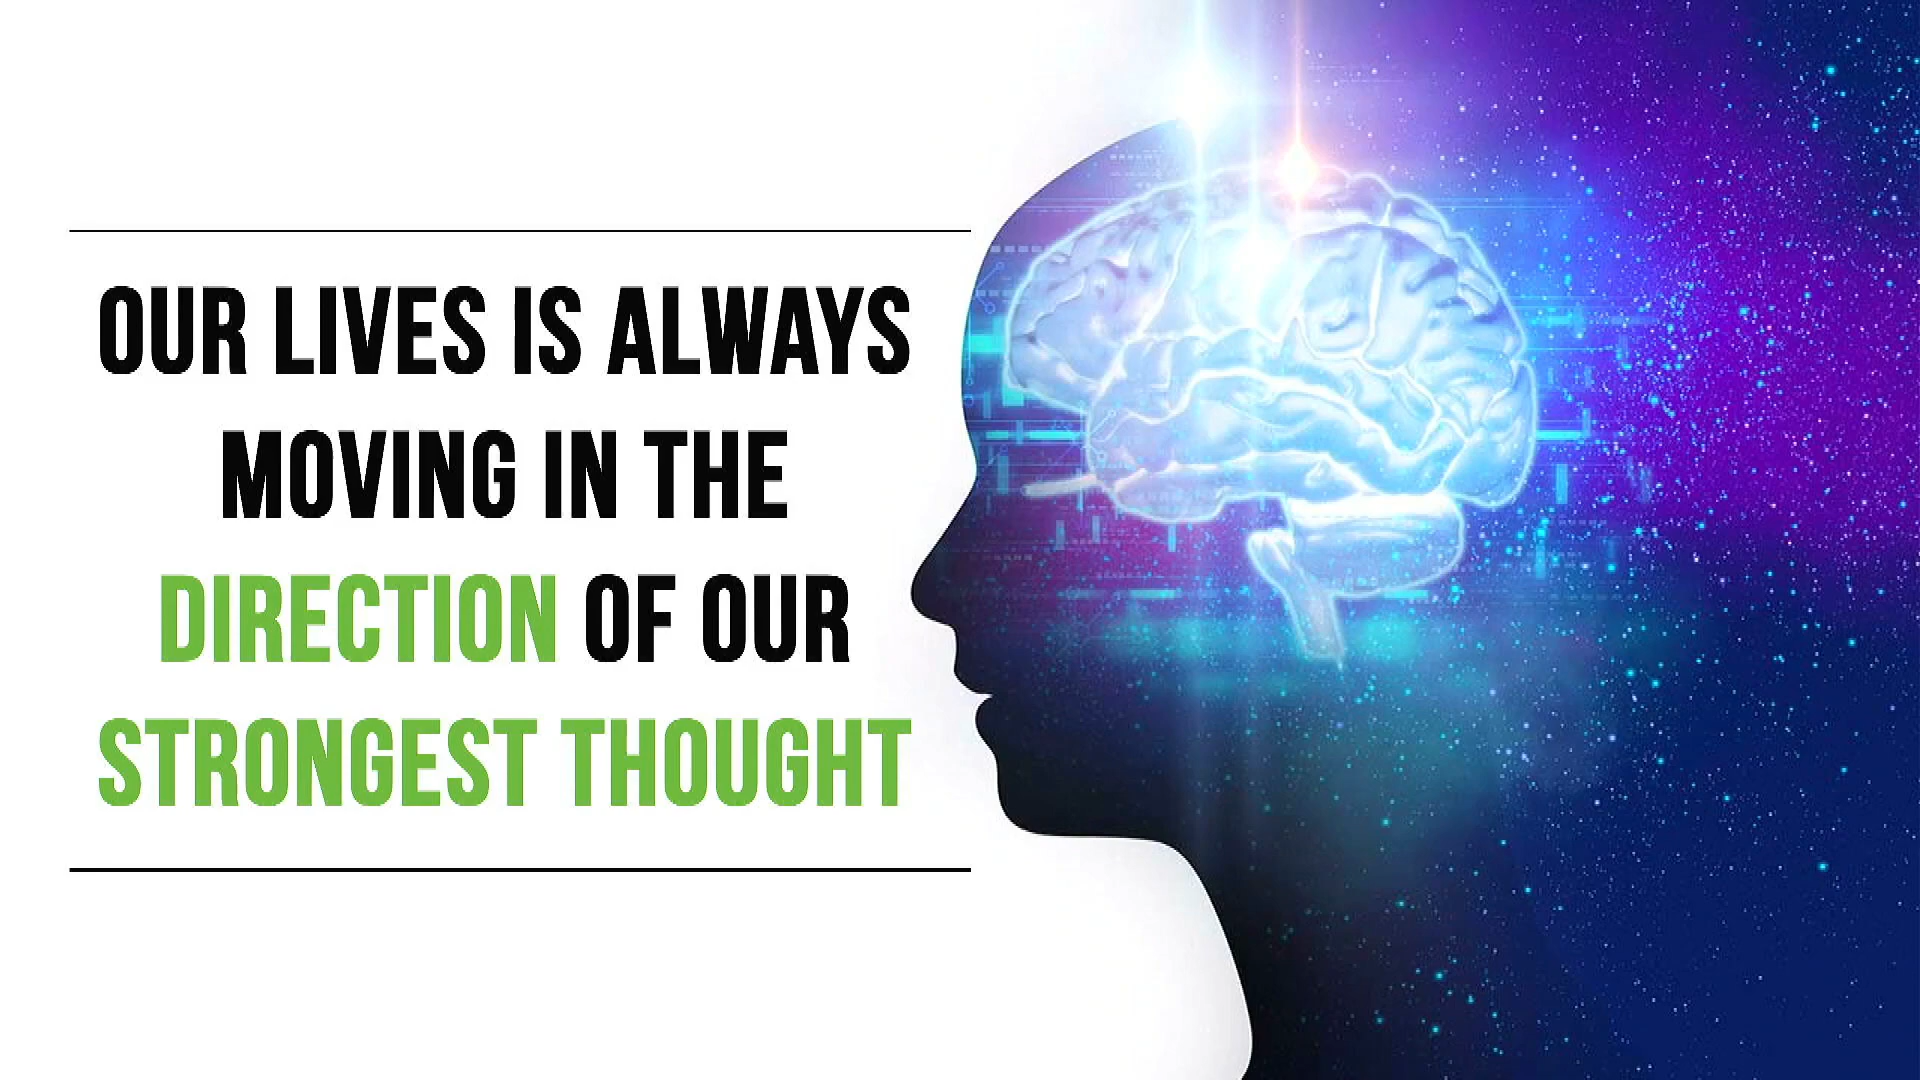 OUR LIVES IS ALWAYS
MOVING IN THE
DIRECTION OF OUR
STRONGEST THOUGHT